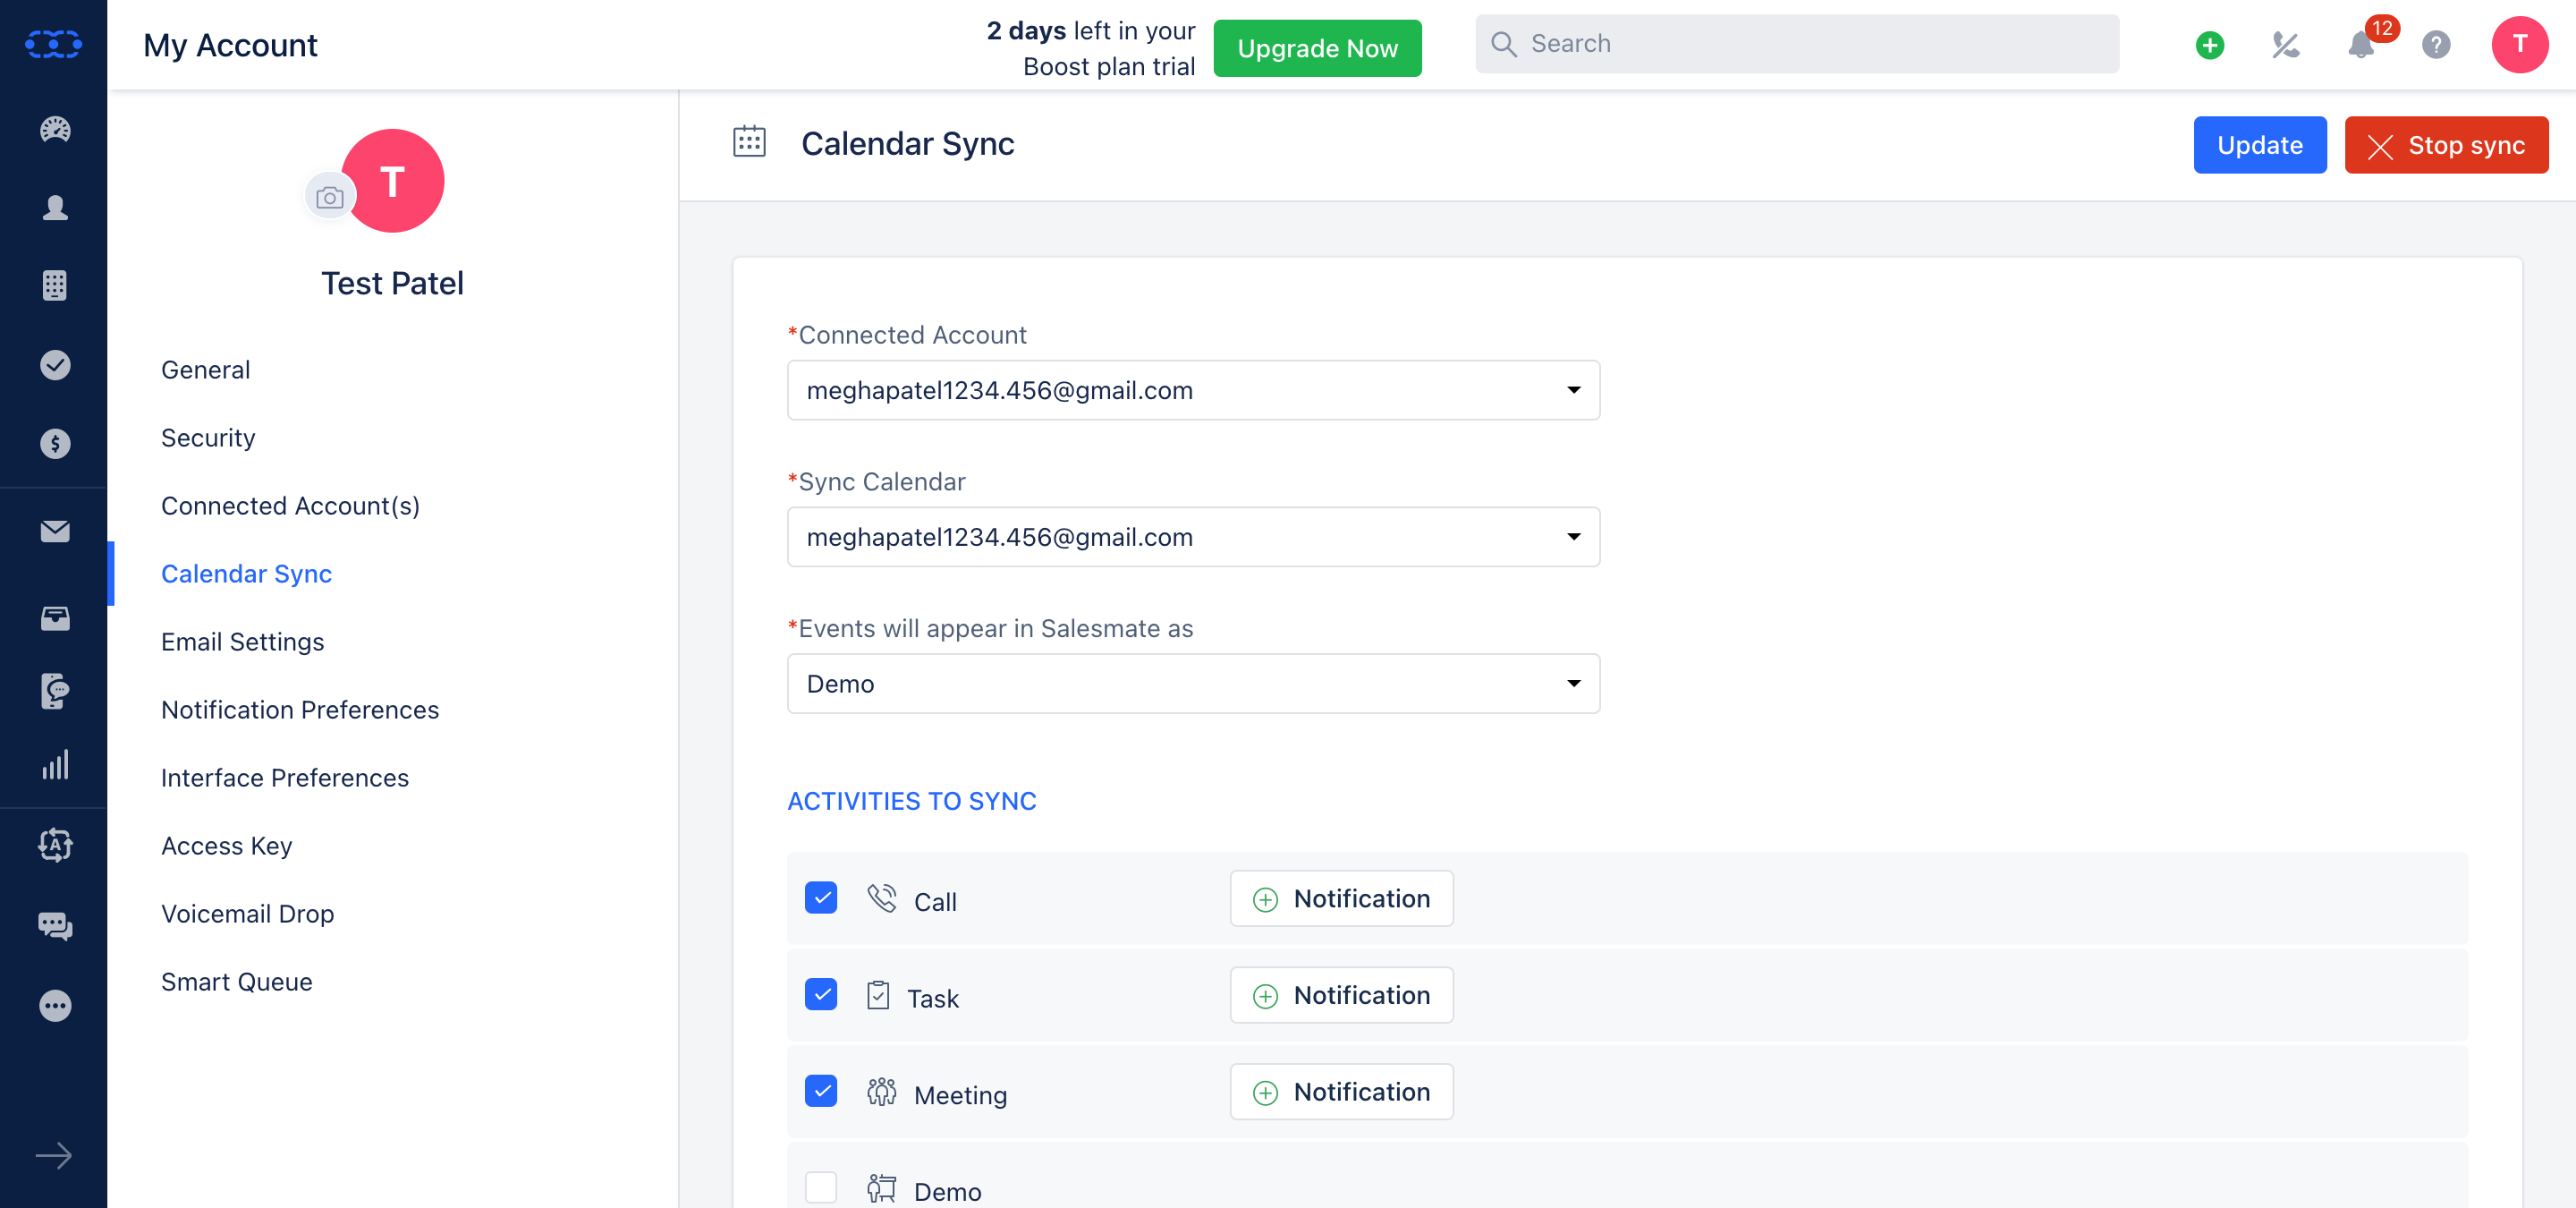 My Account
2 days left in your
Boost plan trial
Upgrade Now
Search
12
?
T
T
Test Patel
General
Security
Connected Account(s)
Calendar Sync
Email Settings
Notification Preferences
Interface Preferences
Access Key
Voicemail Drop
Smart Queue
Calendar Sync
Update
Stop sync
*Connected Account
meghapatel1234.456@gmail.com
*Sync Calendar
meghapatel1234.456@gmail.com
*Events will appear in Salesmate as
Demo
ACTIVITIES TO SYNC
Call
Notification
Task
Notification
Meeting
Notification
Demo